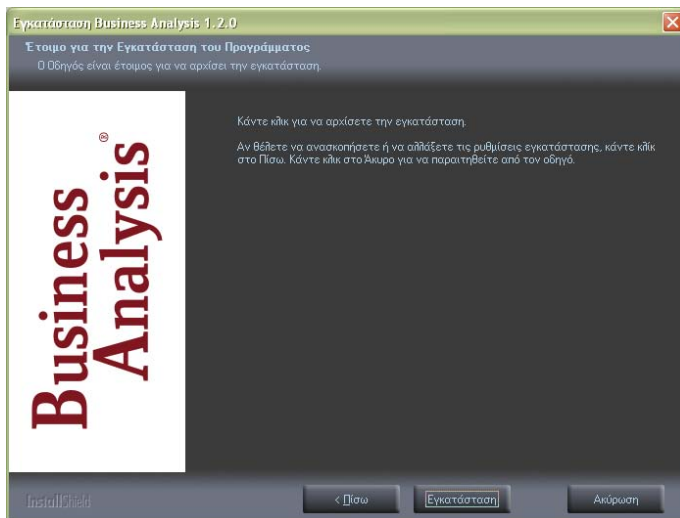 Εγκατάσταση Business Analysis 1.2.0
Έτοιμο για την Εγκατάσταση του Προγράμματος
Ο Οδηγός είναι έτοιμος για να αρχίσει την εγκατάσταση.
Κάντε κλικ για να αρχίσετε την εγκατάσταση.
Αν θέλετε να ανασκοπήσετε ή να αλλάξετε τις ρυθμίσεις εγκατάστασης, κάντε κλίκ
στο Πίσω. Κάντε κλικ στο Άκυρο για να παραιτηθείτε από τον οδηγό.
Business
Analysis®
InstallShield
< Πίσω
Εγκατάσταση
Ακύρωση